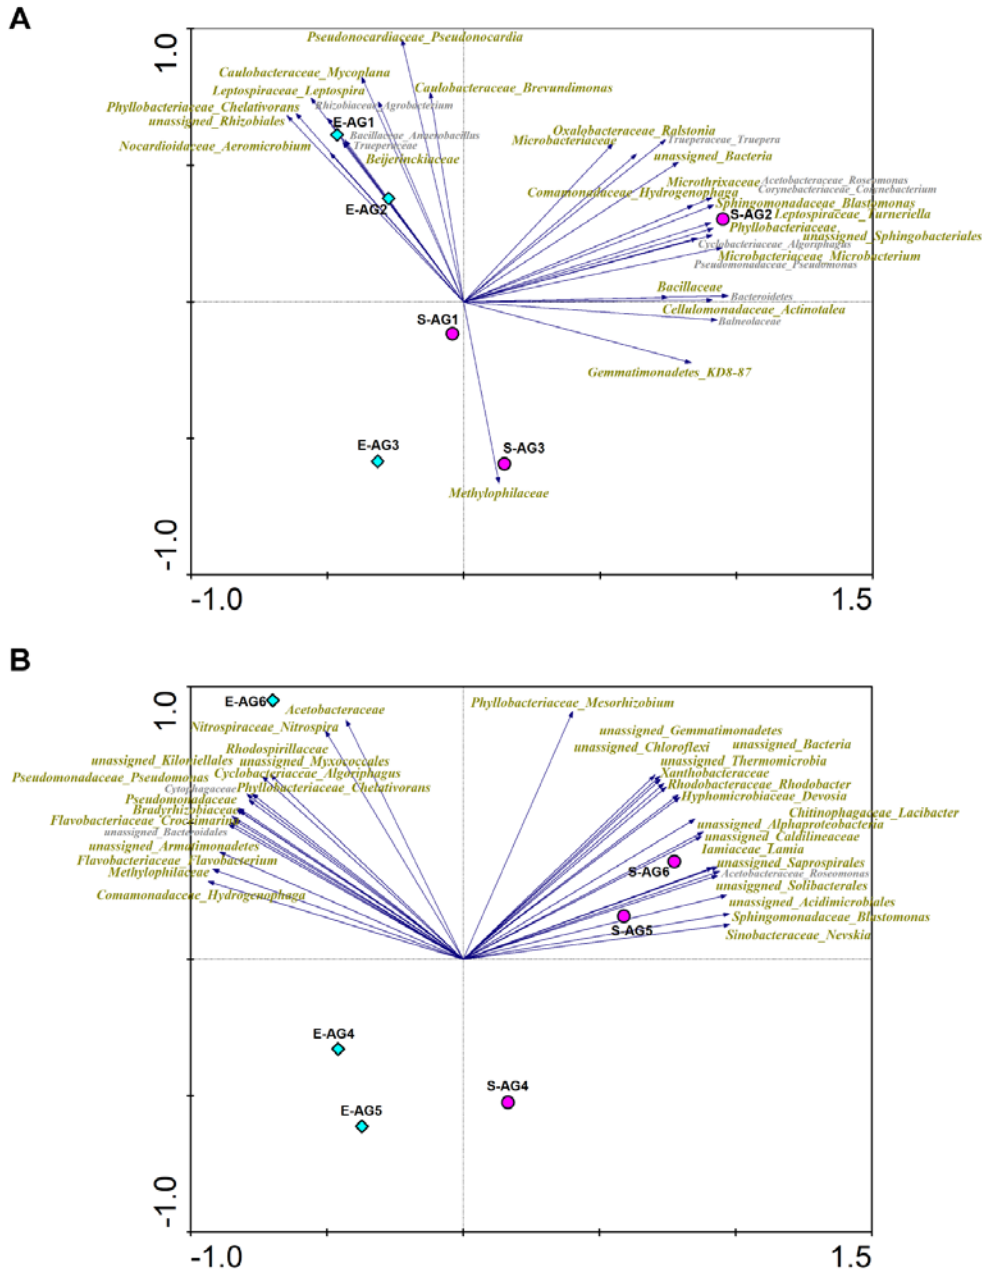 A
1.0
Pseudonocardiaceae_Pseudonocardia
Caulobacteraceae_Mycoplana
Leptospiraceae_Leptospira
Caulobacteraceae_Brevundimonas
Phyllobacteriaceae_Chelativorans
Rhizobiaceae_Agrobacterium
unassigned_Rhizobiales
E-AG1
Oxalobacteraceae_Ralstonia
Bacillaceae_Anaerobacillus
Microbacteriaceae
Trueperaceae_Truepera
Nocardioidaceae_Aeromicrobium
Trueperaceae
Beijerinckiaceae
unassigned_Bacteria
Microthrixaceae
Acetobacteraceae_Roseomonas
Comamonadaceae_Hydrogenophaga
Corynebacteriaceae_Corynebacterium
E-AG2
Sphingomonadaceae_Blastomonas
S-AG2
Leptospiraceae_Turneriella
Phyllobacteriaceae
unassigned_Sphingobacteriales
Cyclobacteriaceae_Algoriphagus
Microbacteriaceae_Microbacterium
Pseudomonadaceae_Pseudomonas
Bacillaceae
Bacteroidetes
Cellulomonadaceae_Actinotalea
S-AG1
Balneolaceae
Gemmatimonadetes_KD8-87
E-AG3
S-AG3
Methylophilaceae
-1.0
-1.0
1.5
B
1.0
E-AG6
Acetobacteraceae
Phyllobacteriaceae_Mesorhizobium
Nitrospiraceae_Nitrospira
unassigned_Gemmatimonadetes
Rhodospirillaceae
unassigned_Chloroflexi
unassigned_Bacteria
unassigned_Kiloniellales
unassigned_Myxococcales
unassigned_Thermomicrobia
Pseudomonadaceae_Pseudomonas
Cyclobacteriaceae_Algoriphagus
Xanthobacteraceae
Cytophagaceae
Phyllobacteriaceae_Chelativorans
Rhodobacteraceae_Rhodobacter
Pseudomonadaceae
Hyphomicrobiaceae_Devosia
Bradyrhizobiaceae
Chitinophagaceae_Lacibacter
Flavobacteriaceae_Crocinimarina
unassigned_Alphaproteobacteria
unassigned_Bacteroidales
unassigned_Caldilineaceae
unassigned_Armatimonadetes
Iamiaceae_Lamia
Flavobacteriaceae_Flavobacterium
unassigned_Saprospirales
Methylophilaceae
S-AG6
Acetobacteraceae_Roseomonas
unasiggned_Solibacterales
Comamonadaceae_Hydrogenophaga
unassigned_Acidimicrobiales
Sphingomonadaceae_Blastomonas
S-AG5
Sinobacteraceae_Nevskia
E-AG4
S-AG4
E-AG5
-1.0
-1.0
1.5